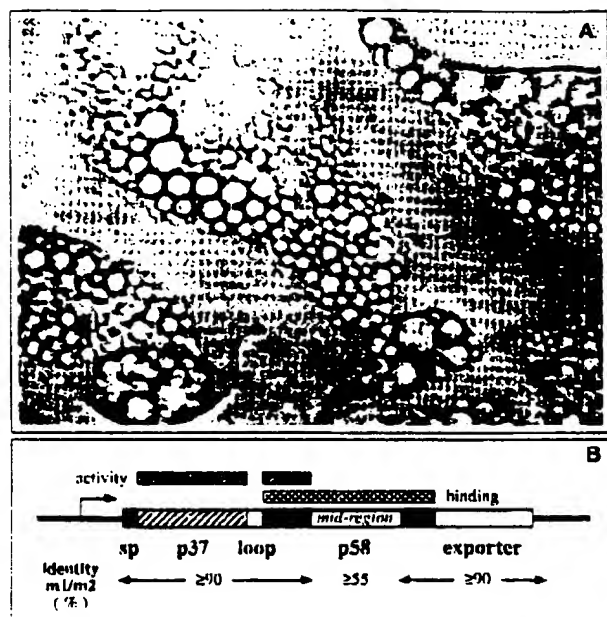 A
B
activity
binding
mid-region
sp p37 loop p58 exporter
identity
m1/m2
(%)
≥90 ≥55 ≥90